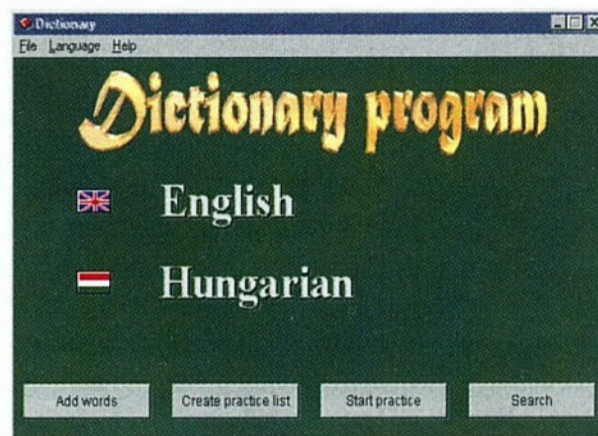 Dictionary
File Language Help
Dictionary program
English
Hungarian
Add words Create practice list Start practice Search